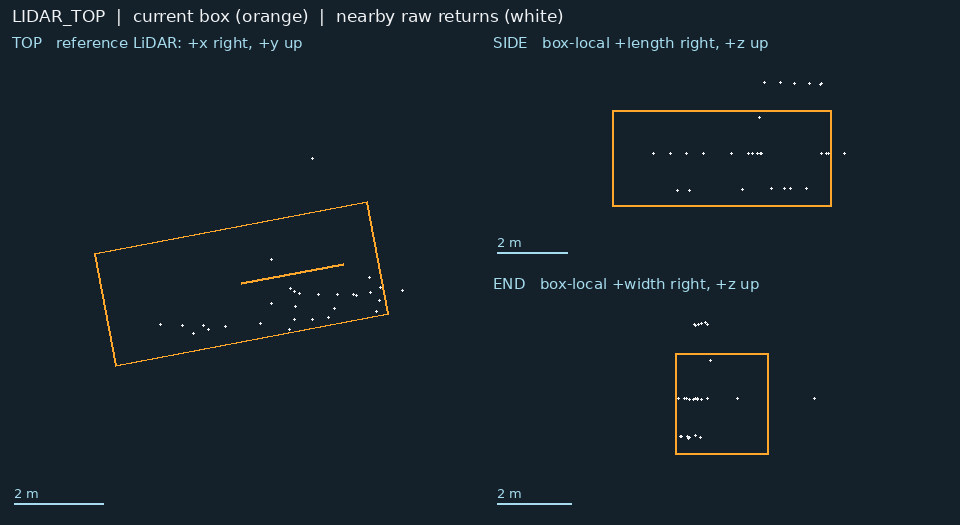 LIDAR_TOP | current box (orange) | nearby raw returns (white)
TOP reference LiDAR: +x right, +y up
SIDE box-local +length right, +z up
2 m
END box-local +width right, +z up
2 m
2 m